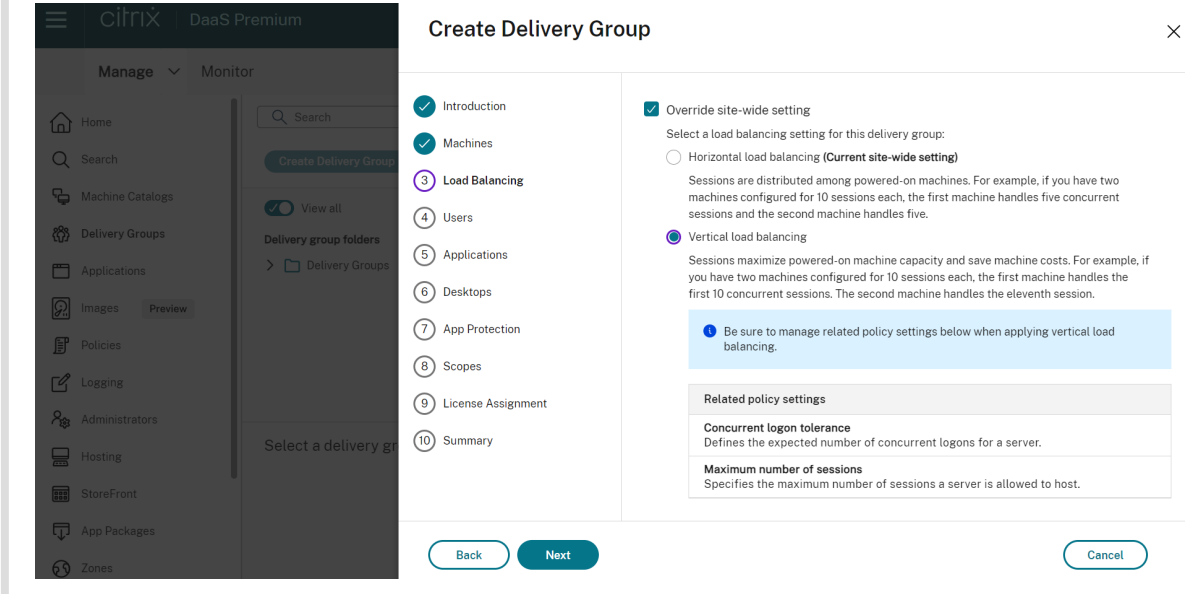 citrix DaaS Premium
Manage Monitor
Home
Search
Machine Catalogs
Delivery Groups
Applications
Images Preview
Policies
Logging
Administrators
Hosting
StoreFront
App Packages
Zones
Search
Create Delivery Group
View all
Delivery group folders
Delivery Groups
Select a delivery gr
Create Delivery Group
Introduction
Machines
3 Load Balancing
4 Users
5 Applications
6 Desktops
7 App Protection
8 Scopes
9 License Assignment
10 Summary
Override site-wide setting
Select a load balancing setting for this delivery group:
Horizontal load balancing (Current site-wide setting)
Sessions are distributed among powered-on machines. For example, if you have two
machines configured for 10 sessions each, the first machine handles five concurrent
sessions and the second machine handles five.
Vertical load balancing
Sessions maximize powered-on machine capacity and save machine costs. For example, if
you have two machines configured for 10 sessions each, the first machine handles the
first 10 concurrent sessions. The second machine handles the eleventh session.
Be sure to manage related policy settings below when applying vertical load
balancing.
Related policy settings
Concurrent logon tolerance
Defines the expected number of concurrent logons for a server.
Maximum number of sessions
Specifies the maximum number of sessions a server is allowed to host.
Back Next Cancel